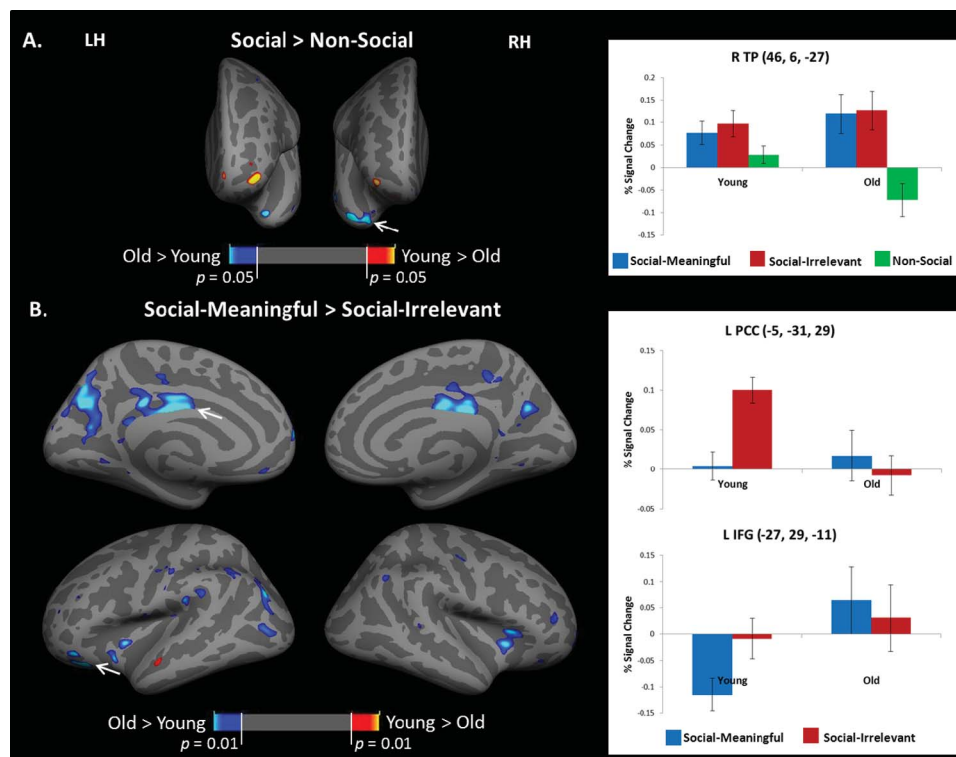 A. LH Social > Non-Social RH
Old > Young Young > Old
p = 0.05 p = 0.05
R TP (46, 6, -27)
% Signal Change
0.2
0.15
0.1
0.05
0
-0.05
-0.1
-0.15
Young Old
Social-Meaningful Social-Irrelevant Non-Social
B. Social-Meaningful > Social-Irrelevant
Old > Young Young > Old
p = 0.01 p = 0.01
L PCC (-5, -31, 29)
% Signal Change
0.15
0.1
0.05
0
-0.05
Young Old
L IFG (-27, 29, -11)
% Signal Change
0.15
0.1
0.05
0
-0.05
-0.1
-0.15
Young Old
Social-Meaningful Social-Irrelevant